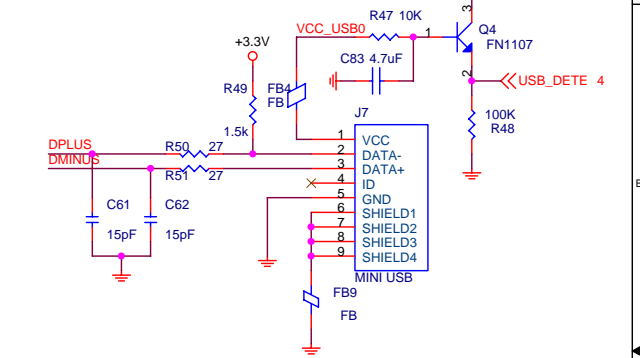 3
R47 10K
Q4
VCC_USB0
1
FN1107
+3.3V
C83 4.7uF
2
USB_DETE 4
R49
FB4
FB
J7
100K
R48
1.5k
1 VCC
DPLUS
R50 27
2 DATA-
DMINUS
3 DATA+
R51 27
4 ID
5 GND
C61
C62
6 SHIELD1
7 SHIELD2
15pF
15pF
8 SHIELD3
9 SHIELD4
MINI USB
FB9
FB